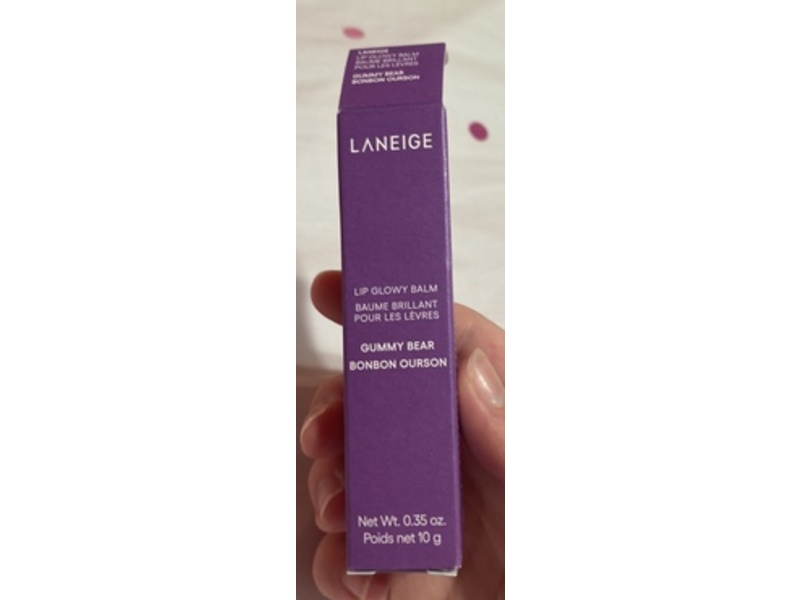 LANEIGE
LIP GLOWY BALM
BAUME BRILLANT
POUR LES LÈVRES
GUMMY BEAR
BONBON OURSON
LANEIGE
LIP GLOWY BALM
BAUME BRILLANT
POUR LES LÈVRES
GUMMY BEAR
BONBON OURSON
Net Wt. 0.35 oz.
Poids net 10 g